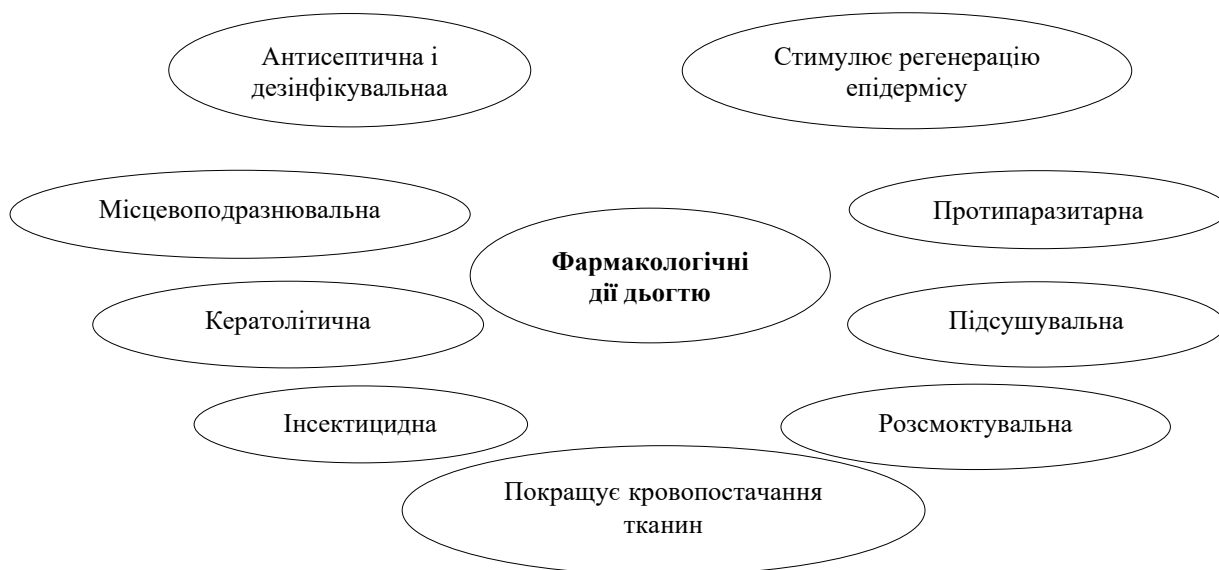 Антисептична і
дезінфікувальнаа
Стимулює регенерацію
епідермісу
Місцевоподразнювальна
Протипаразитарна
Фармакологічні
дії дьогтю
Кератолітична
Підсушувальна
Інсектицидна
Розсмоктувальна
Покращує кровопостачання
тканин